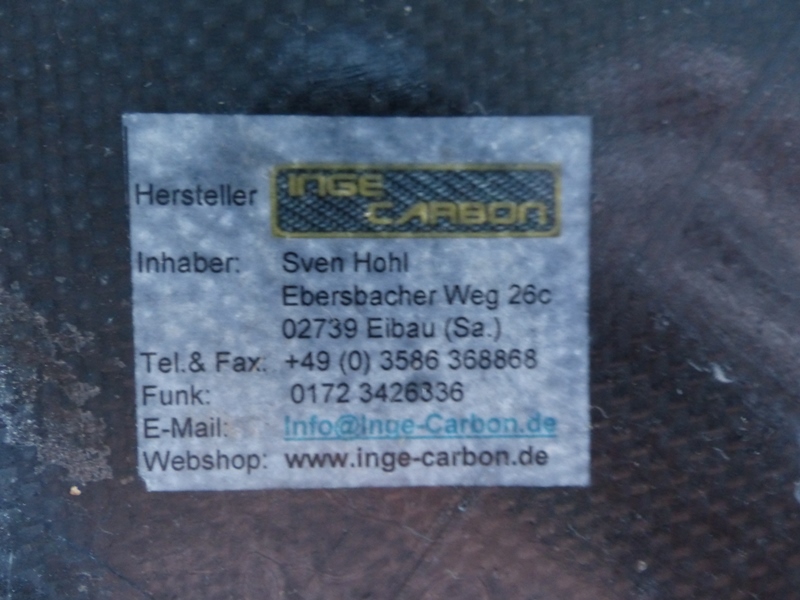 Hersteller INGE
CARBON
Inhaber: Sven Hohl
Ebersbacher Weg 26c
02739 Eibau (Sa.)
Tel.& Fax: +49 (0) 3586 368868
Funk: 0172 3426336
E-Mail: Info@Inge-Carbon.de
Webshop: www.inge-carbon.de